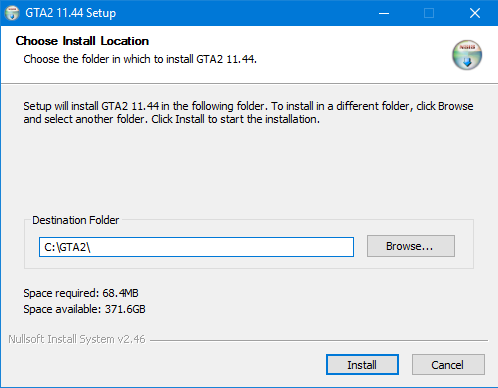 GTA2 11.44 Setup
Choose Install Location
Choose the folder in which to install GTA2 11.44.
Setup will install GTA2 11.44 in the following folder. To install in a different folder, click Browse
and select another folder. Click Install to start the installation.
Destination Folder
C:\GTA2\
Browse...
Space required: 68.4MB
Space available: 371.6GB
Nullsoft Install System v2.46
Install
Cancel